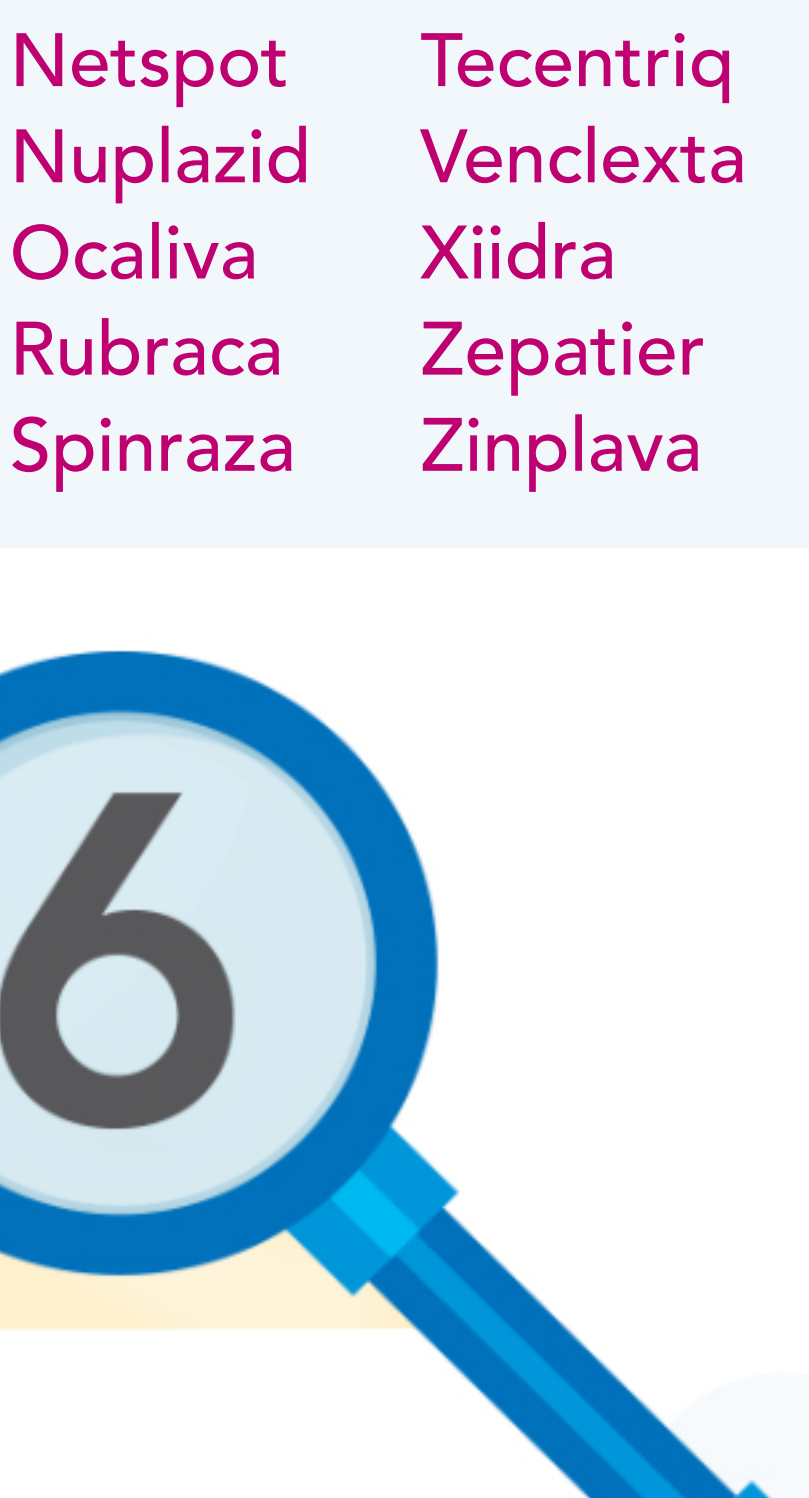 Netspot
Nuplazid
Ocaliva
Rubraca
Spinraza
Tecentriq
Venclexta
Xiidra
Zepatier
Zinplava
6